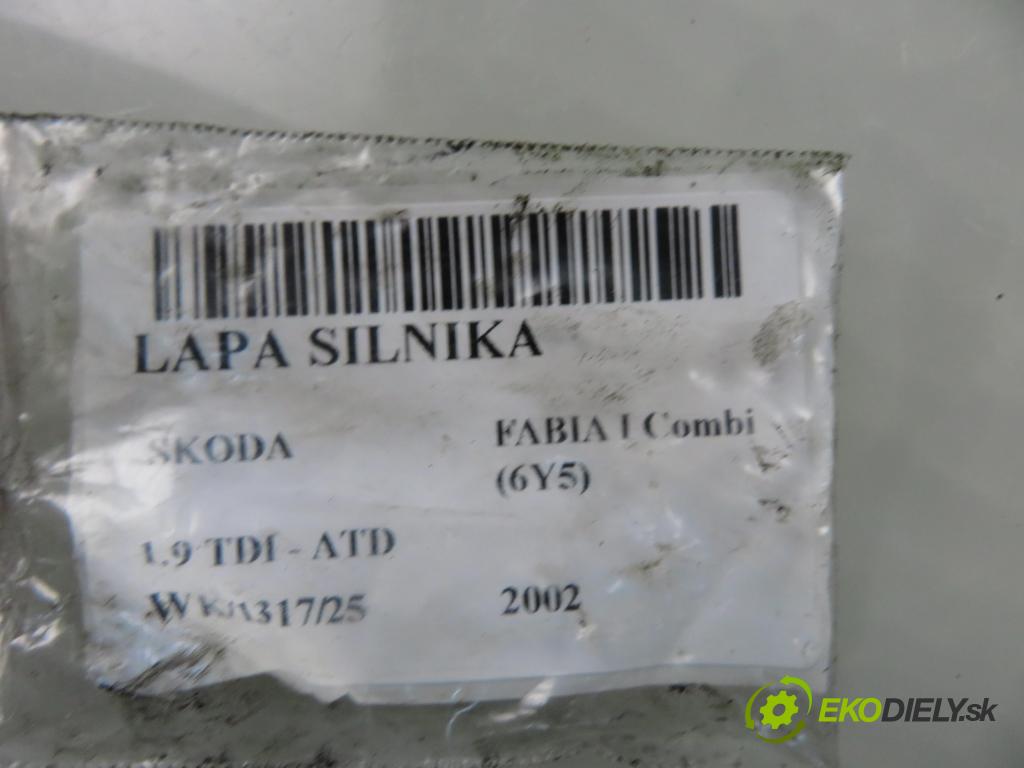 LAPA SILNIKA
SKODA
FABIA I Combi
(6Y5)
1.9 TDI - ATD
2002
EKODIELY.sk